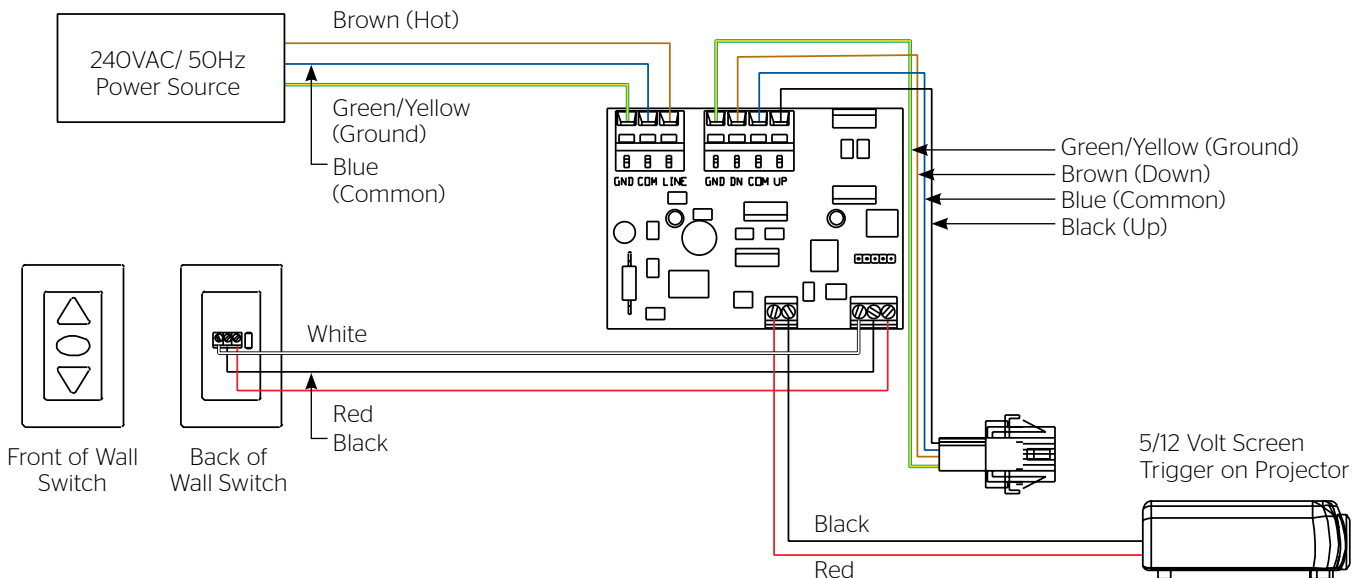 Brown (Hot)
240VAC/ 50Hz
Power Source
Green/Yellow
(Ground)
Blue
(Common)
GND COM LINE
GND DN COM UP
Green/Yellow (Ground)
Brown (Down)
Blue (Common)
Black (Up)
White
Red
Black
Front of Wall
Switch
Back of
Wall Switch
5/12 Volt Screen
Trigger on Projector
Black
Red